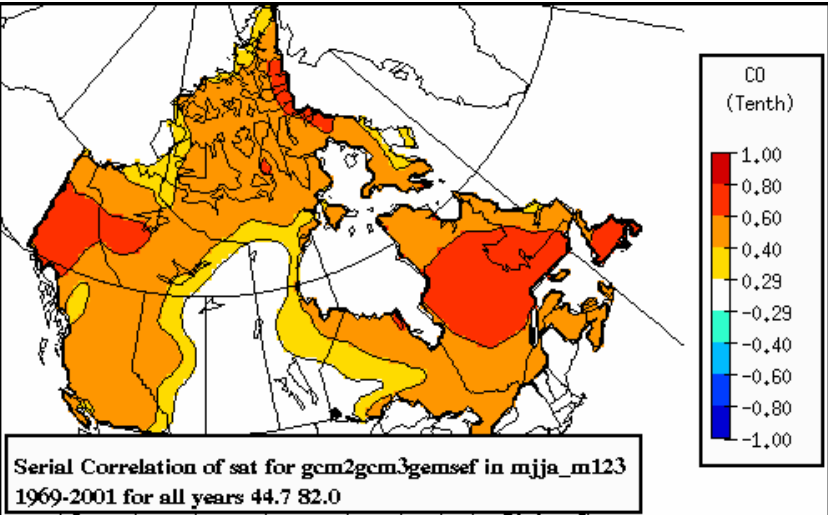 CO
(Tenth)
1.00
0.80
0.60
0.40
0.29
-0.29
-0.40
-0.60
-0.80
-1.00
Serial Correlation of sat for gcm2gcm3gemsef in mjja_m123
1969-2001 for all years 44.7 82.0